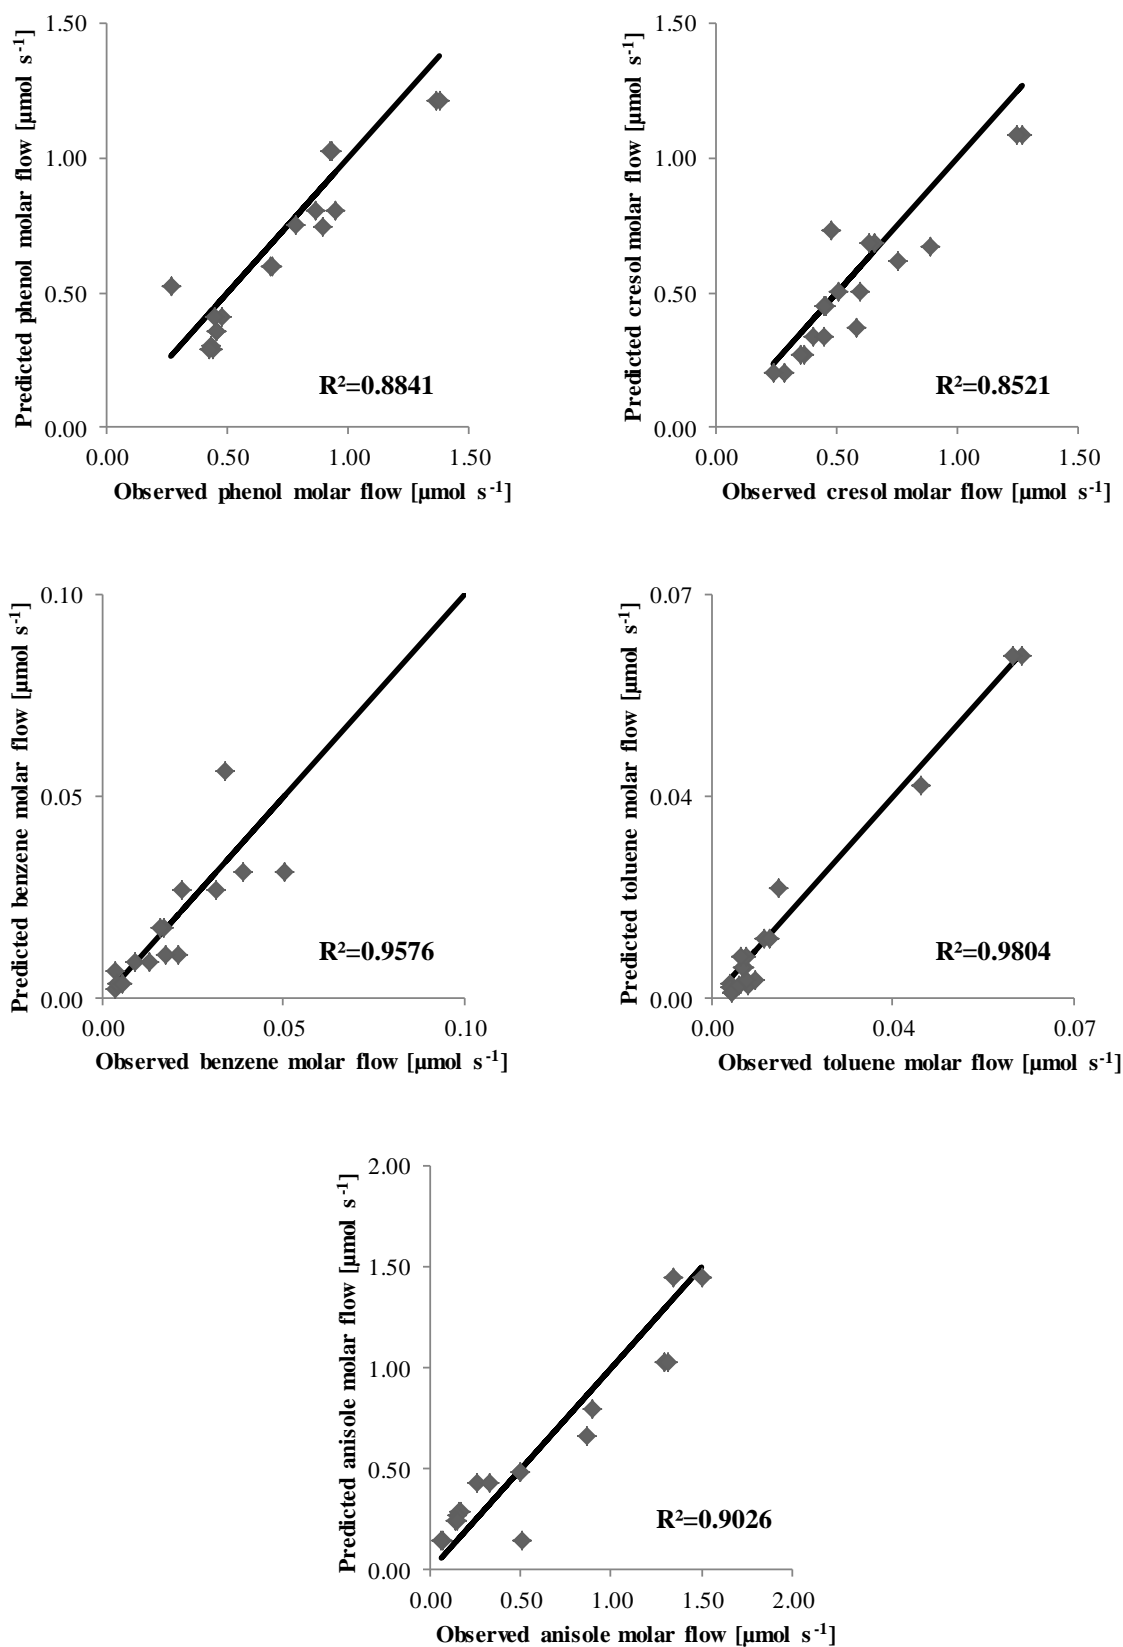 Predicted phenol molar flow [µmol s⁻¹]
1.50
1.00
0.50
0.00
R²=0.8841
0.00 0.50 1.00 1.50
Observed phenol molar flow [µmol s⁻¹]
Predicted cresol molar flow [µmol s⁻¹]
1.50
1.00
0.50
0.00
R²=0.8521
0.00 0.50 1.00 1.50
Observed cresol molar flow [µmol s⁻¹]
Predicted benzene molar flow [µmol s⁻¹]
0.10
0.05
0.00
R²=0.9576
0.00 0.05 0.10
Observed benzene molar flow [µmol s⁻¹]
Predicted toluene molar flow [µmol s⁻¹]
0.07
0.04
0.00
R²=0.9804
0.00 0.04 0.07
Observed toluene molar flow [µmol s⁻¹]
Predicted anisole molar flow [µmol s⁻¹]
2.00
1.50
1.00
0.50
0.00
R²=0.9026
0.00 0.50 1.00 1.50 2.00
Observed anisole molar flow [µmol s⁻¹]